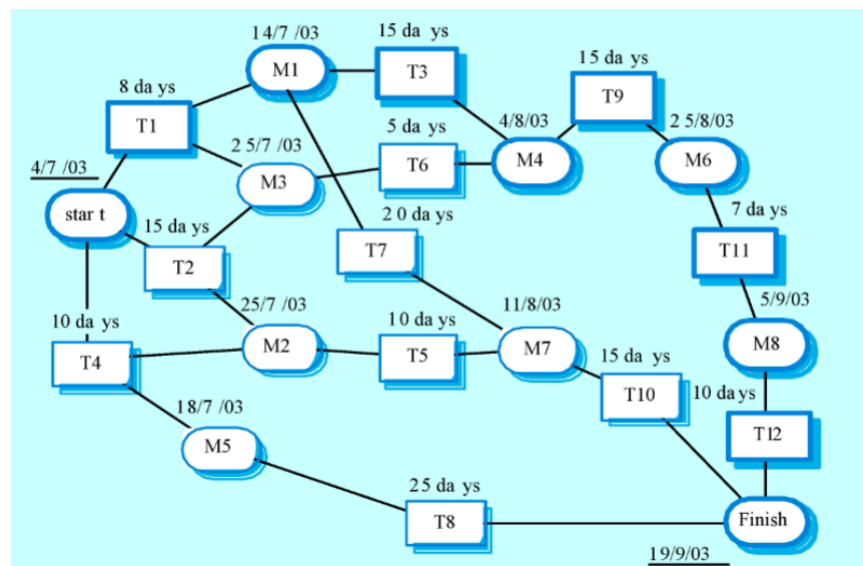 14/7 /03
15 da ys
M1
T3
15 da ys
T9
8 da ys
T1
4/8/03
M4
2 5/8/03
M6
5 da ys
T6
2 5/7 /03
M3
4/7 /03
star t
15 da ys
T2
2 0 da ys
T7
7 da ys
T11
25/7 /03
M2
10 da ys
T5
11/8/03
M7
5/9/03
M8
10 da ys
T4
15 da ys
T10
10 da ys
T12
18/7 /03
M5
25 da ys
T8
Finish
19/9/03